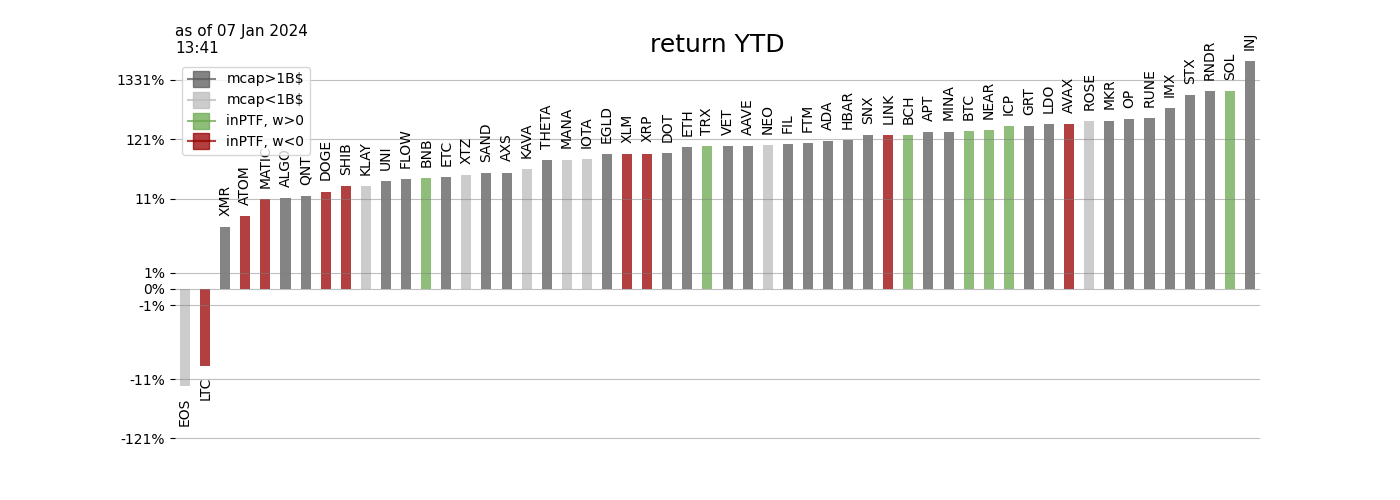 as of 07 Jan 2024
13:41
return YTD
mcap>1B$
mcap<1B$
inPTF, w>0
inPTF, w<0
1331%
121%
11%
1%
0%
-1%
-11%
-121%
EOS
LTC
XMR
ATOM
MATIC
ALGO
QNT
DOGE
SHIB
KLAY
UNI
FLOW
BNB
ETC
XTZ
SAND
AXS
KAVA
THETA
MANA
IOTA
EGLD
XLM
XRP
DOT
ETH
TRX
VET
AAVE
NEO
FIL
FTM
ADA
HBAR
SNX
LINK
BCH
APT
MINA
BTC
NEAR
ICP
GRT
LDO
AVAX
ROSE
MKR
OP
RUNE
IMX
STX
RNDR
SOL
INJ